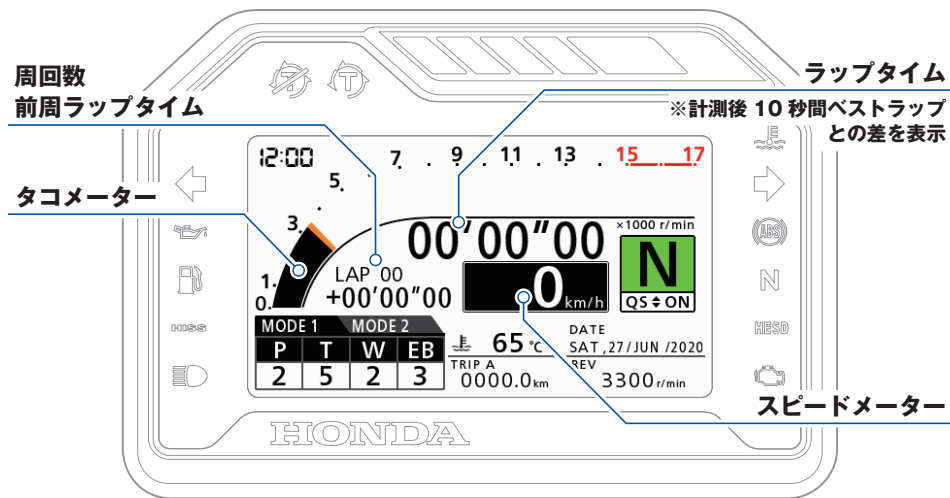 周回数
前周ラップタイム
ラップタイム
※計測後 10 秒間ベストラップ
との差を表示
タコメーター
12:00
0. 1. 3. 5. 7 . 9 . 11 . 13 . 15 . 17
×1000 r/min
00'00"00
LAP 00
+00'00"00
0 km/h
N
QS ON
MODE 1 MODE 2
P T W EB
2 5 2 3
65 ℃
DATE
SAT ,27/JUN /2020
TRIP A
0000.0 km
REV
3300 r/min
T
T
HISS
ABS
N
HESD
スピードメーター
HONDA